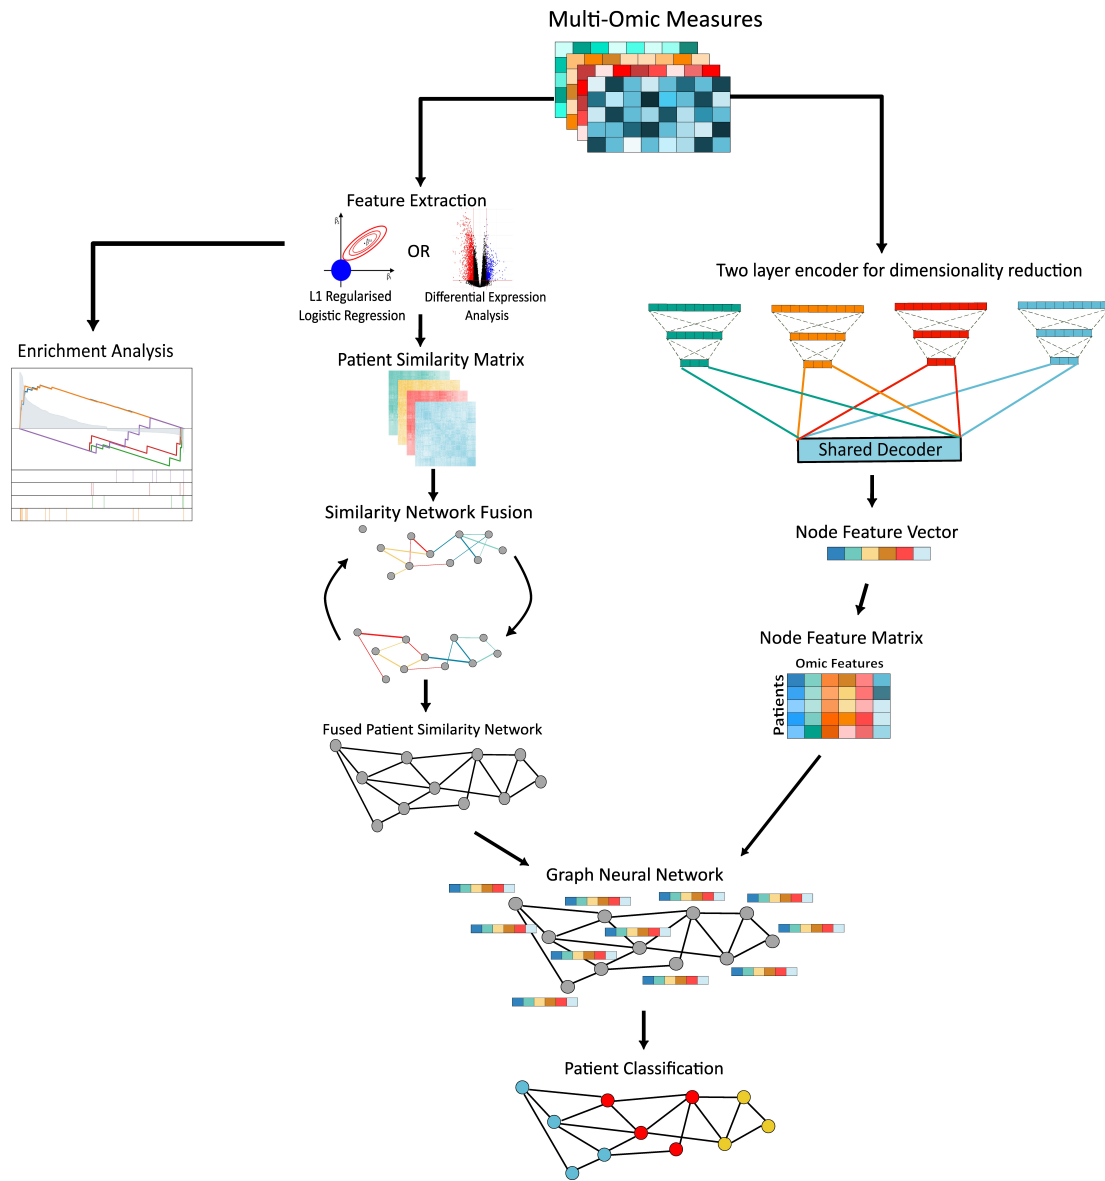 Multi-Omic Measures
Feature Extraction
OR
L1 Regularised
Logistic Regression
Differential Expression
Analysis
Two layer encoder for dimensionality reduction
Enrichment Analysis
Patient Similarity Matrix
Shared Decoder
Similarity Network Fusion
Node Feature Vector
Node Feature Matrix
Omic Features
Patients
Fused Patient Similarity Network
Graph Neural Network
Patient Classification